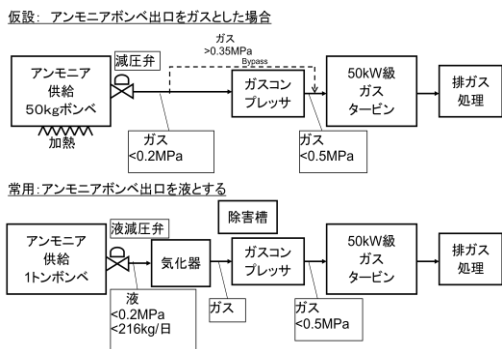 仮設: アンモニアボンベ出口をガスとした場合
ガス
>0.35MPa
Bypass
減圧弁
アンモニア
供給
50kgボンベ
加熱
ガスコン
プレッサ
50kW級
ガス
タービン
排ガス
処理
ガス
<0.2MPa
ガス
<0.5MPa
常用:アンモニアボンベ出口を液とする
除害槽
液減圧弁
アンモニア
供給
1トンボンベ
気化器
ガスコン
プレッサ
50kW級
ガス
タービン
排ガス
処理
液
<0.2MPa
<216kg/日
ガス
ガス
<0.5MPa